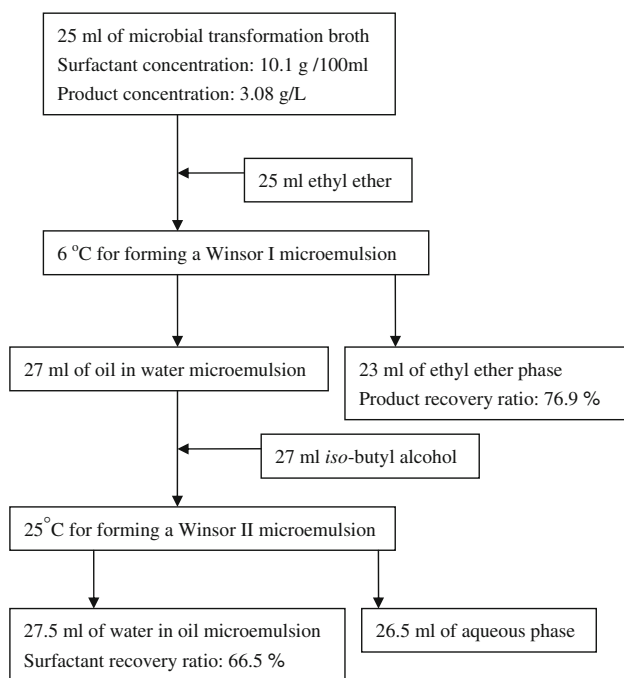 25 ml of microbial transformation broth
Surfactant concentration: 10.1 g /100ml
Product concentration: 3.08 g/L
25 ml ethyl ether
6 °C for forming a Winsor I microemulsion
27 ml of oil in water microemulsion
23 ml of ethyl ether phase
Product recovery ratio: 76.9 %
27 ml iso-butyl alcohol
25°C for forming a Winsor II microemulsion
27.5 ml of water in oil microemulsion
Surfactant recovery ratio: 66.5 %
26.5 ml of aqueous phase